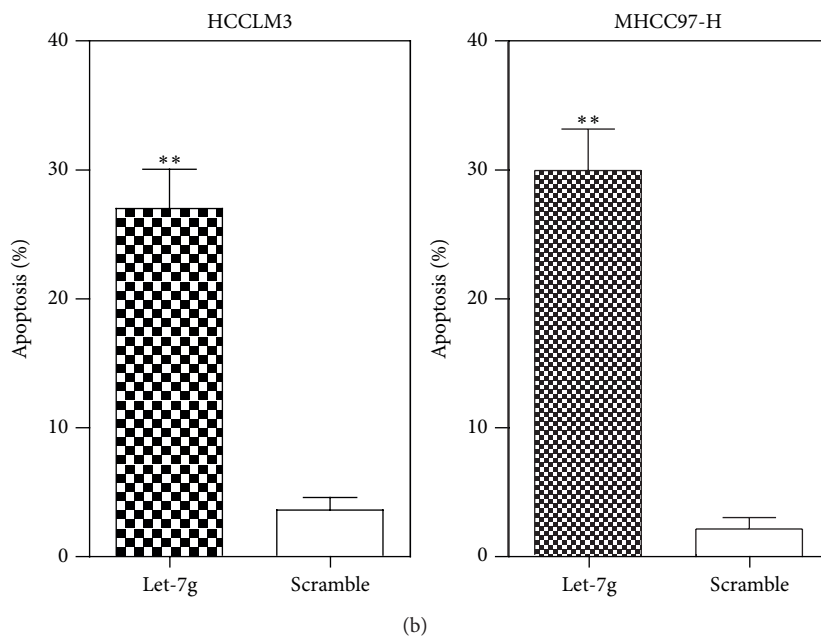 HCCLM3
40
30
20
10
0
Apoptosis (%)
**
Let-7g
Scramble
MHCC97-H
40
30
20
10
0
Apoptosis (%)
**
Let-7g
Scramble
(b)